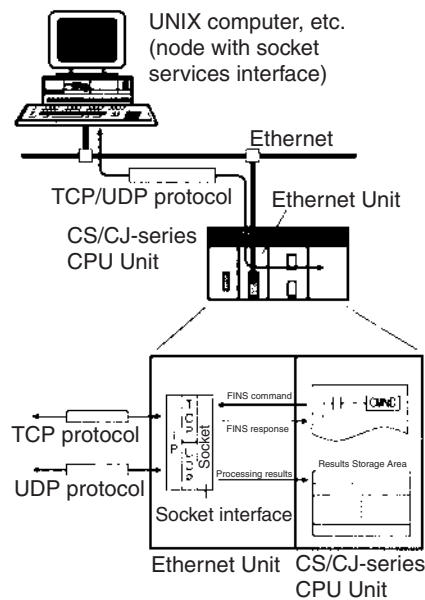 UNIX computer, etc.
(node with socket
services interface)
Ethernet
TCP/UDP protocol
Ethernet Unit
CS/CJ-series
CPU Unit
FINS command
FINS response
TCP protocol
Socket
Processing results
Results Storage Area
UDP protocol
Socket interface
Ethernet Unit
CS/CJ-series
CPU Unit